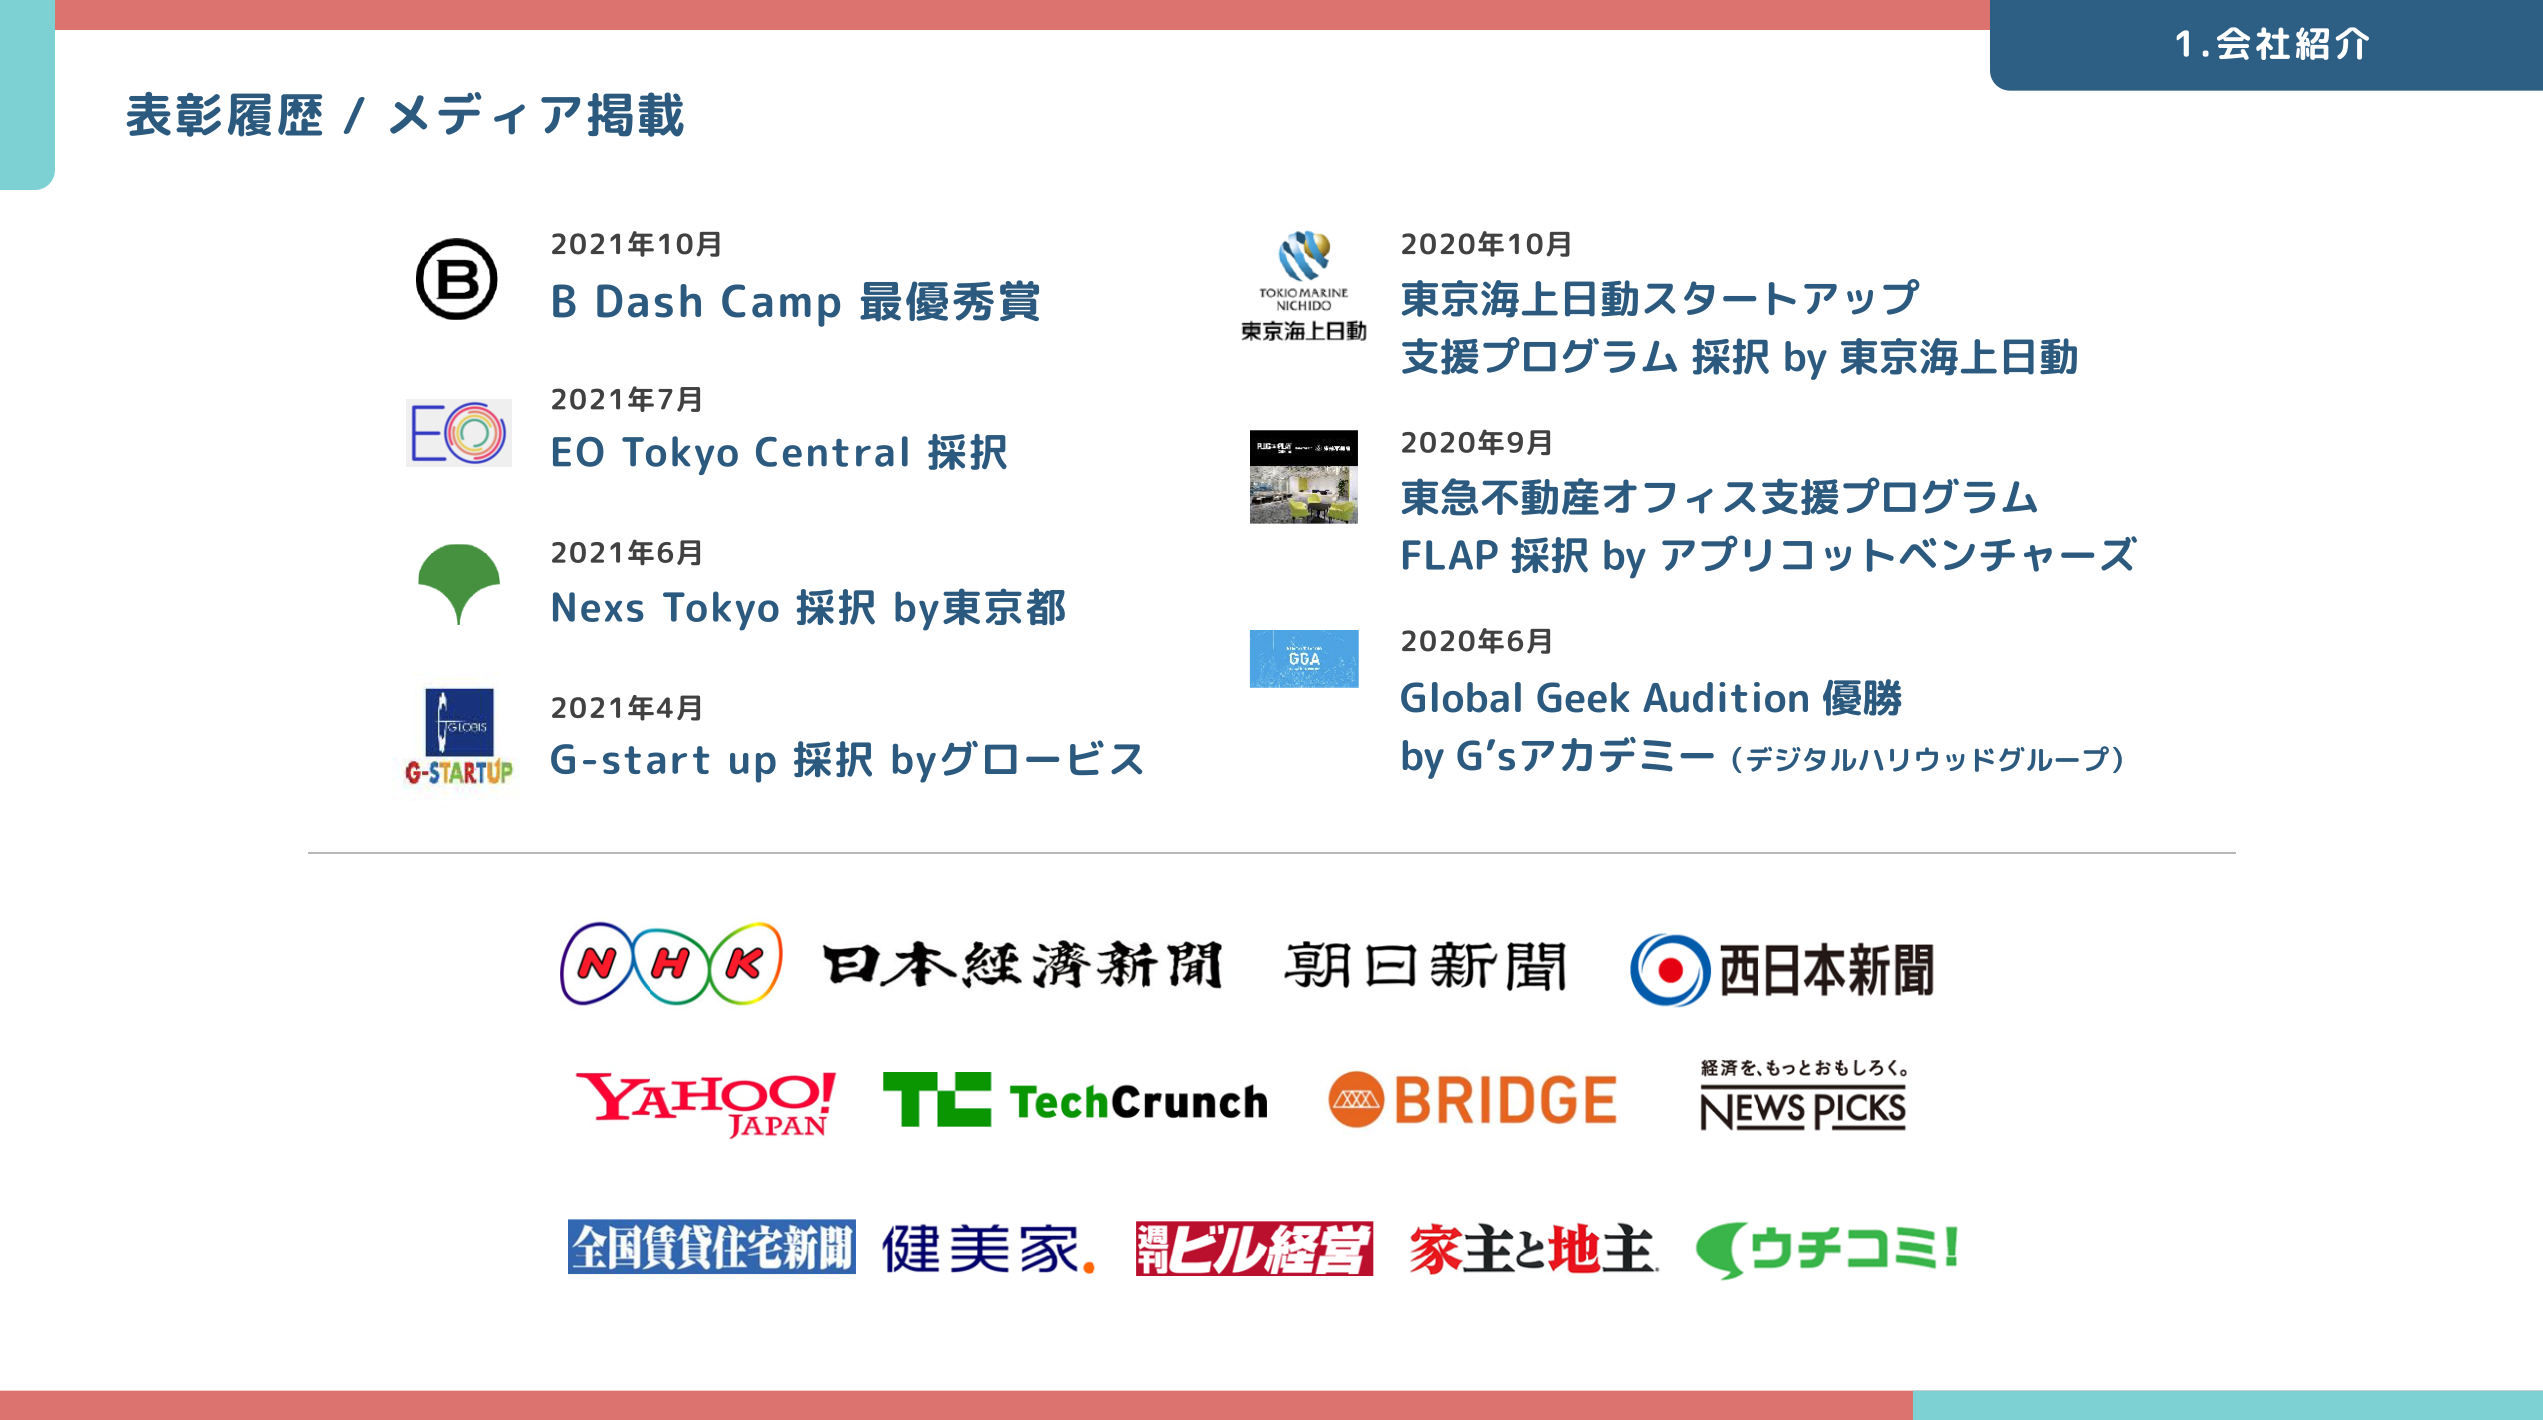 1.会社紹介
表彰履歴 / メディア掲載
B
2021年10月
B Dash Camp 最優秀賞
EO
2021年7月
EO Tokyo Central 採択
2021年6月
Nexs Tokyo 採択 by東京都
GLOBIS
G-STARTUP
2021年4月
G-start up 採択 byグロービス
TOKIO MARINE
NICHIDO
東京海上日動
2020年10月
東京海上日動スタートアップ
支援プログラム 採択 by 東京海上日動
2020年9月
東急不動産オフィス支援プログラム
FLAP 採択 by アプリコットベンチャーズ
GGA
2020年6月
Global Geek Audition 優勝
by G’sアカデミー（デジタルハリウッドグループ）
NHK
日本経済新聞
朝日新聞
西日本新聞
YAHOO!
JAPAN
TC TechCrunch
BRIDGE
経済を、もっとおもしろく。
NEWSPICKS
全国賃貸住宅新聞
健美家.
週刊ビル経営
家主と地主
ウチコミ!